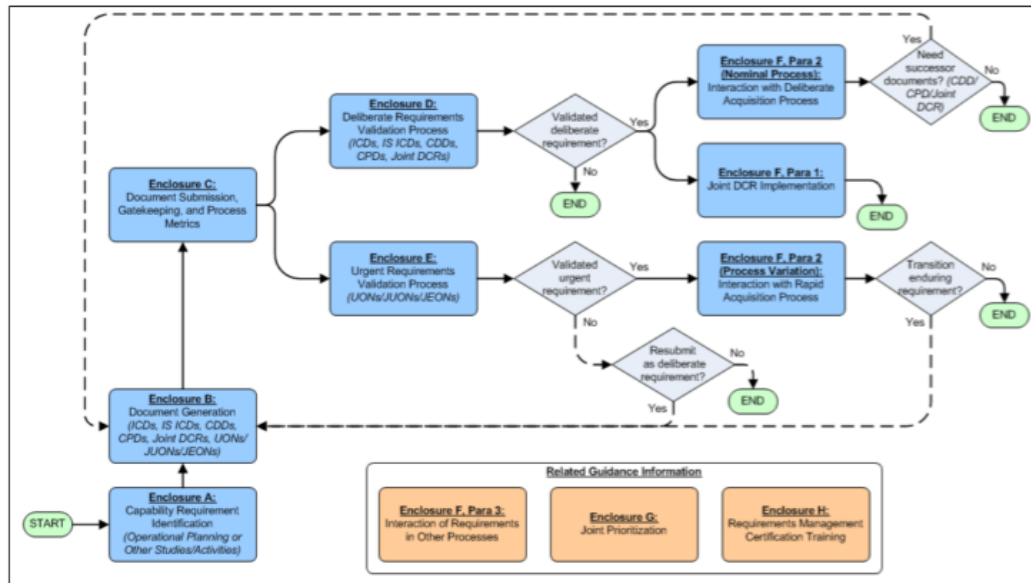 Yes
Need
successor
documents? (CDD/
CPD/Joint
DCR)
No
END
Enclosure F, Para 2
(Nominal Process):
Interaction with Deliberate
Acquisition Process
Enclosure D:
Deliberate Requirements
Validation Process
(ICDs, IS ICDs, CDDs,
CPDs, Joint DCRs)
Validated
deliberate
requirement?
Yes
No
END
Enclosure F, Para 1:
Joint DCR Implementation
END
Enclosure C:
Document Submission,
Gatekeeping, and Process
Metrics
Enclosure E:
Urgent Requirements
Validation Process
(UONs/JUONs/JEONs)
Validated
urgent
requirement?
Yes
No
Enclosure F, Para 2
(Process Variation):
Interaction with Rapid
Acquisition Process
Transition
enduring
requirement?
No
END
Yes
Resubmit
as deliberate
requirement?
No
END
Yes
Enclosure B:
Document Generation
(ICDs, IS ICDs, CDDs,
CPDs, Joint DCRs, UONs/
JUONs/JEONs)
START
Enclosure A:
Capability Requirement
Identification
(Operational Planning or
Other Studies/Activities)
Related Guidance Information
Enclosure F, Para 3:
Interaction of Requirements
in Other Processes
Enclosure G:
Joint Prioritization
Enclosure H:
Requirements Management
Certification Training